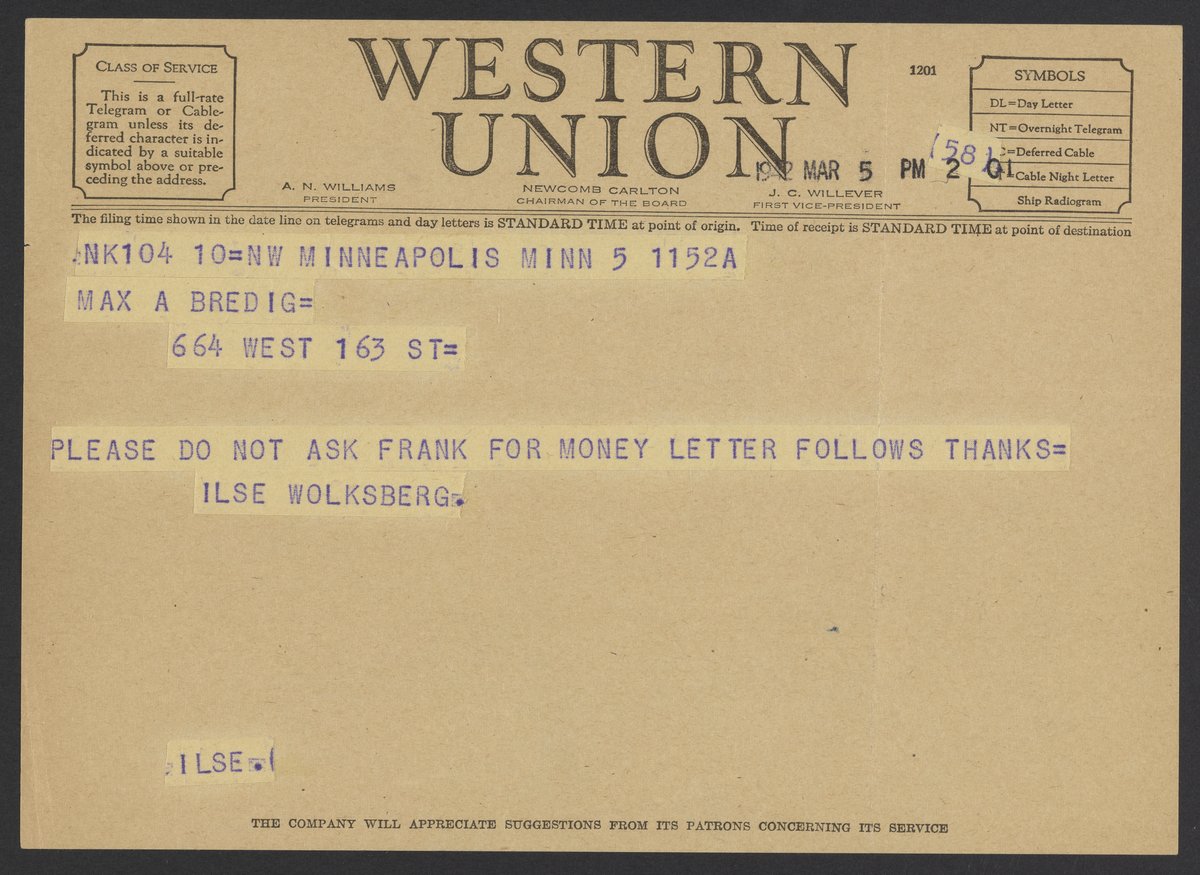 CLASS OF SERVICE
This is a full-rate
Telegram or Cable-
gram unless its de-
ferred character is in-
dicated by a suitable
symbol above or pre-
ceding the address.
WESTERN
UNION
1201
SYMBOLS
DL=Day Letter
NT=Overnight Telegram
=Deferred Cable
Cable Night Letter
Ship Radiogram
(58)
1942 MAR 5 PM 2 01
A. N. WILLIAMS
PRESIDENT
NEWCOMB CARLTON
CHAIRMAN OF THE BOARD
J. C. WILLEVER
FIRST VICE-PRESIDENT
The filing time shown in the date line on telegrams and day letters is STANDARD TIME at point of origin. Time of receipt is STANDARD TIME at point of destination
NK104 10=NW MINNEAPOLIS MINN 5 1152A
MAX A BREDIG=
664 WEST 163 ST=
PLEASE DO NOT ASK FRANK FOR MONEY LETTER FOLLOWS THANKS=
ILSE WOLKSBERG.
ILSE.(
THE COMPANY WILL APPRECIATE SUGGESTIONS FROM ITS PATRONS CONCERNING ITS SERVICE